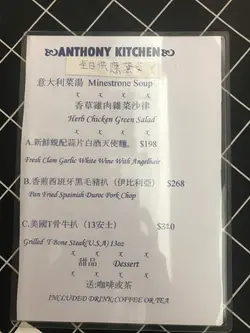 ANTHONY KITCHEN
意大利菜湯 Minestrone Soup
香草雞肉雜菜沙律
Herb Chicken Green Salad
A.新鮮蜆配蒜片白酒天使麵 $198
Fresh Clam Garlic White Wine With Angelhair
B.香煎西班牙黑毛豬扒（伊比利亞） $268
Pan Fried Spainish Duroc Pork Chop
C.美國T骨牛扒（13安士） $320
Grilled T-Bone Steak(U.S.A) 13oz
甜品 Dessert
送:咖啡或茶
INCLUDED DRINK,COFFEE OR TEA